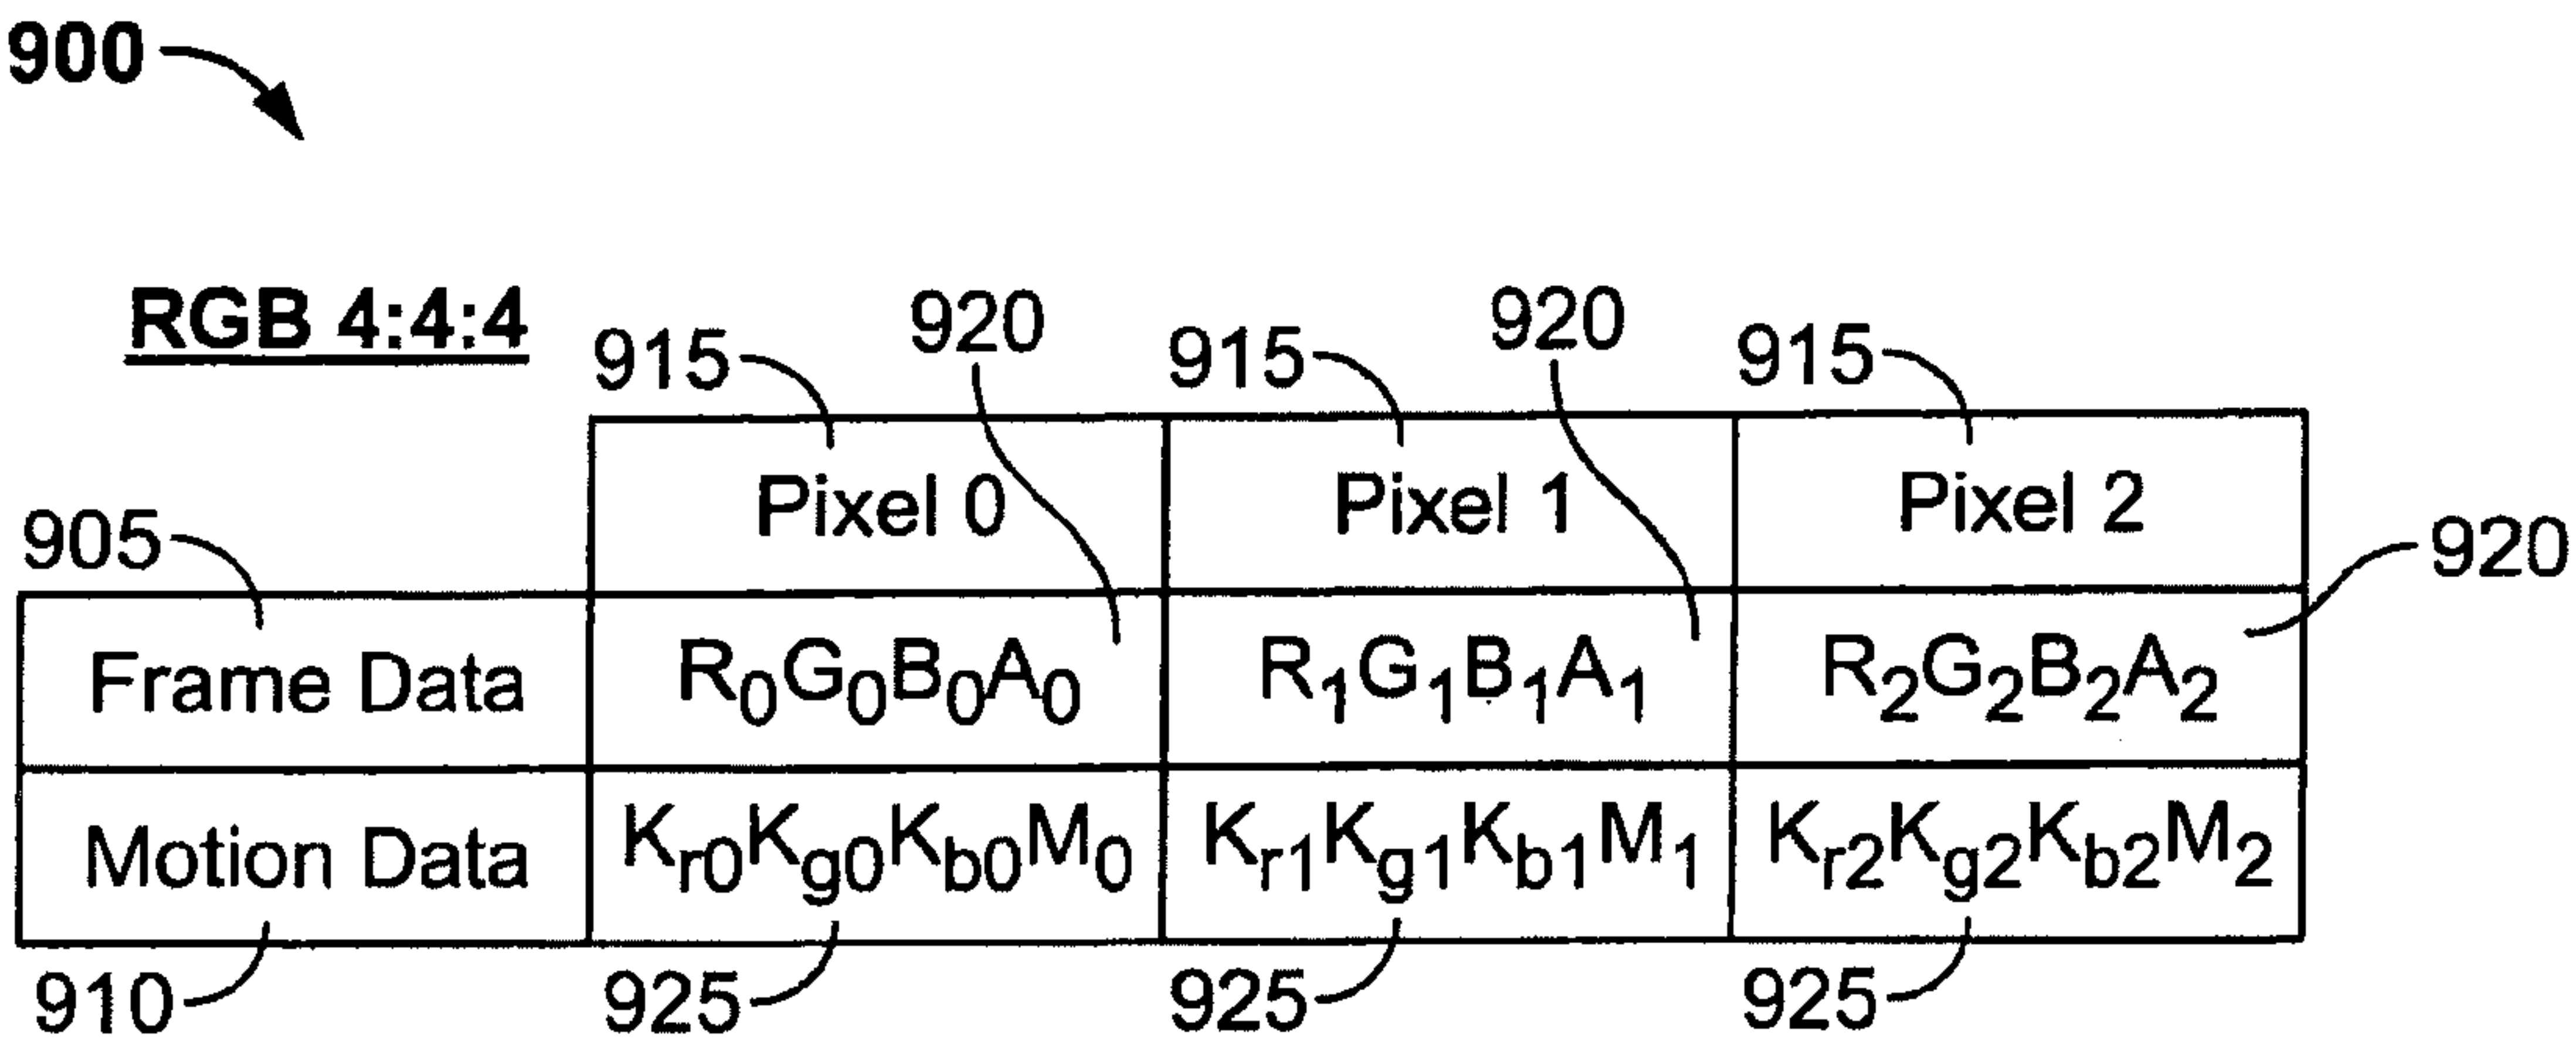 900
RGB 4:4:4
915 920 915 920 915
Pixel 0 Pixel 1 Pixel 2
905 920
Frame Data R₀G₀B₀A₀ R₁G₁B₁A₁ R₂G₂B₂A₂
Motion Data Kr₀Kg₀Kb₀M₀ Kr₁Kg₁Kb₁M₁ Kr₂Kg₂Kb₂M₂
910 925 925 925